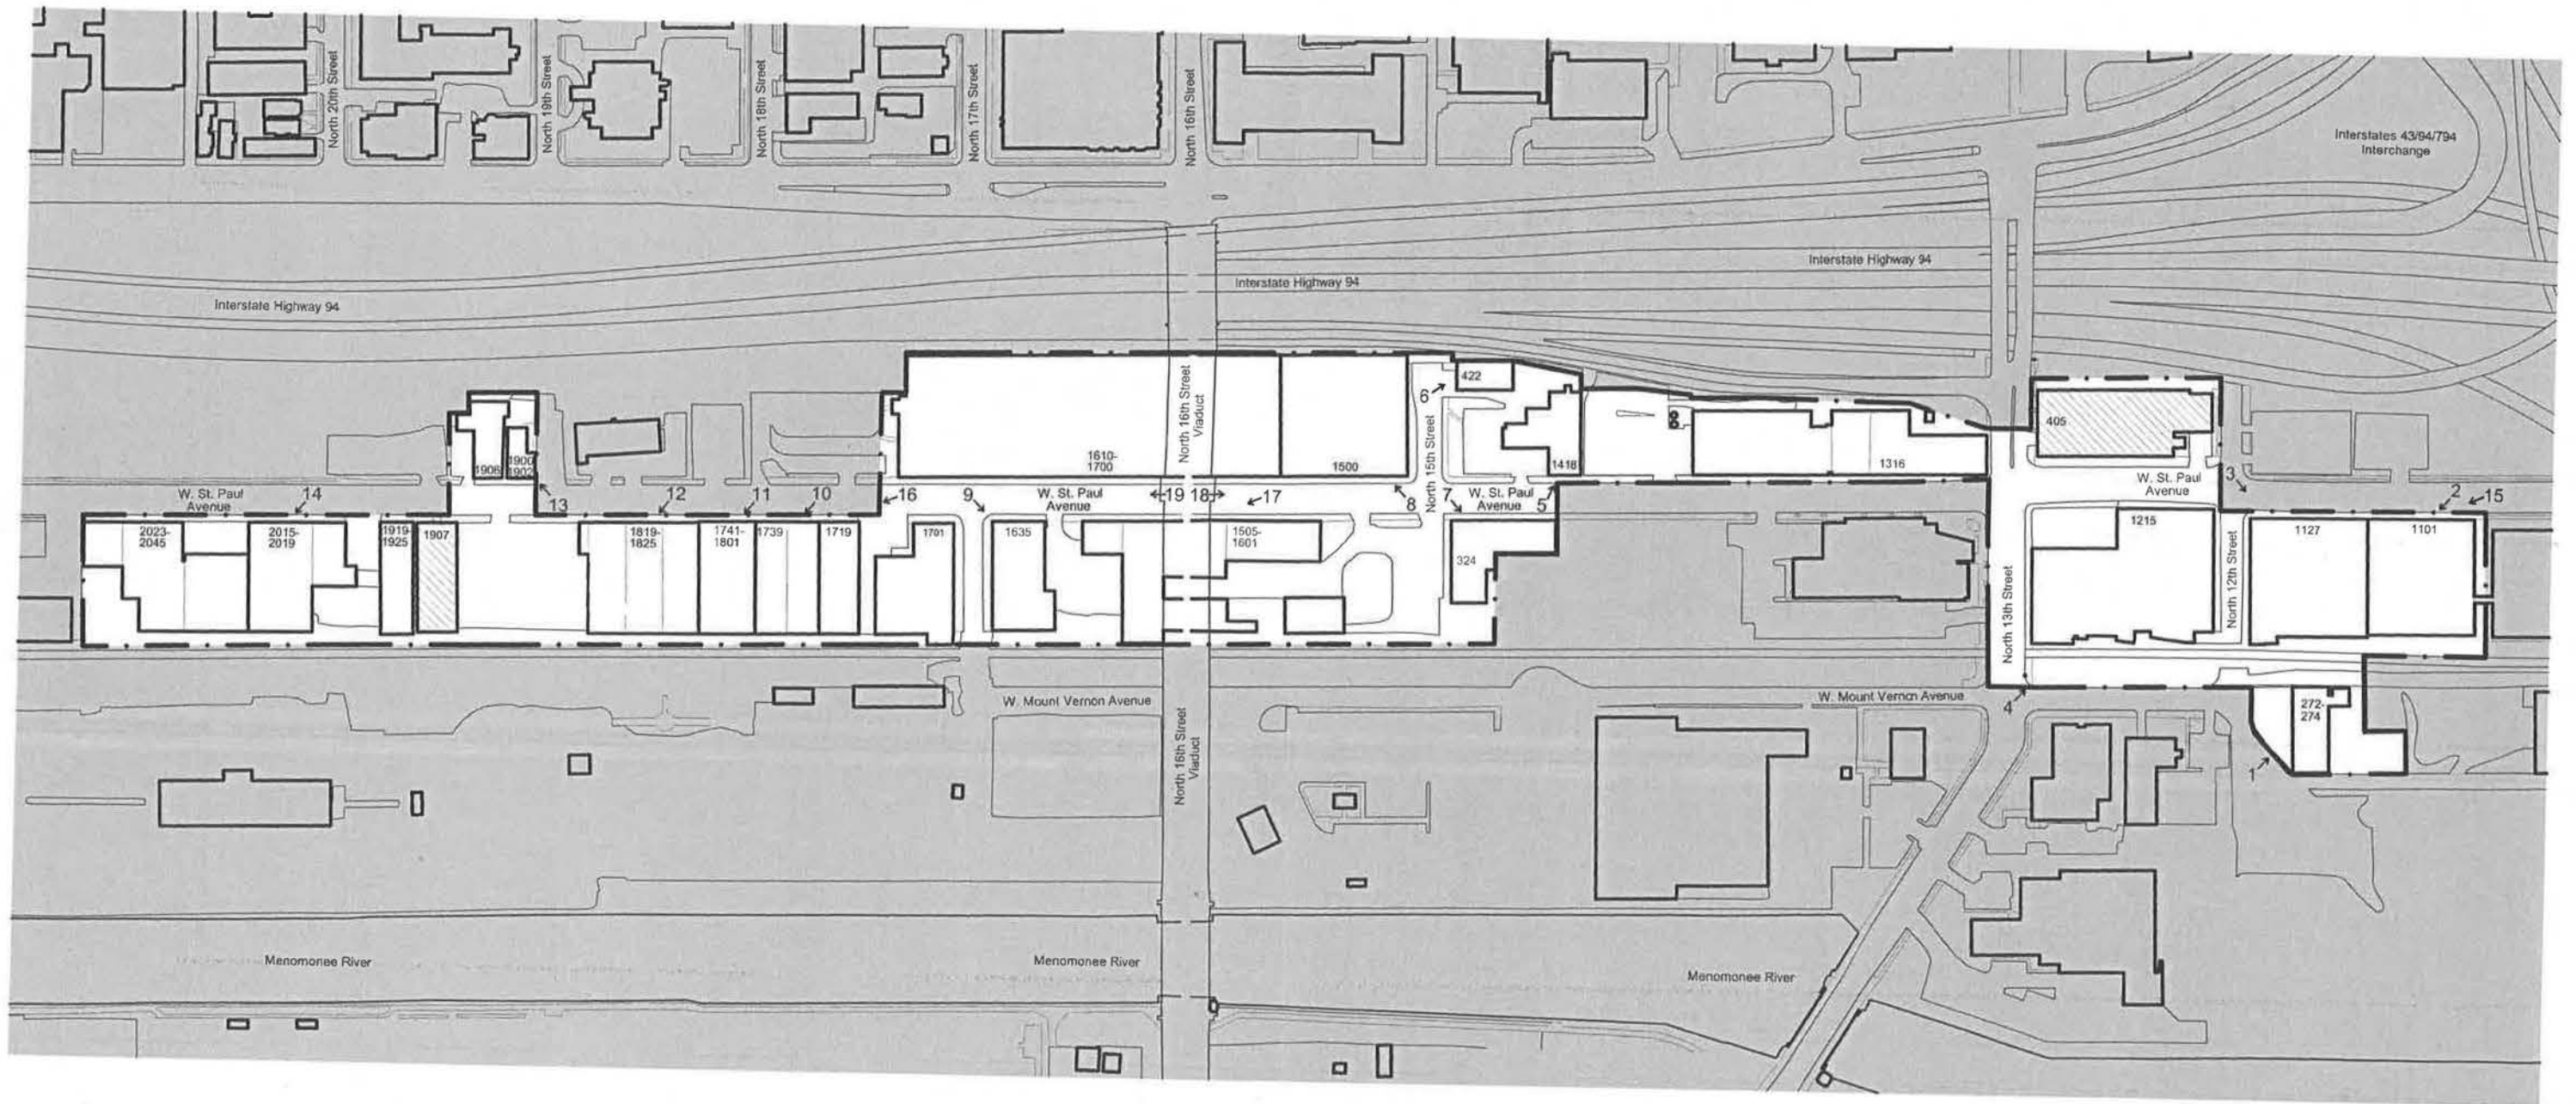 North 20th Street
North 19th Street
North 18th Street
North 17th Street
North 16th Street
Interstates 43/94/794
Interchange
Interstate Highway 94
Interstate Highway 94
Interstate Highway 94
422
6
405
1906
1900
1902
1610-
1700
North 16th Street
Viaduct
1500
North 15th Street
1418
1316
W. St. Paul
Avenue
14
13
12
11
10
16
9
W. St. Paul
Avenue
19
18
17
8
7
W. St. Paul
Avenue
5
W. St. Paul
Avenue
3
2
15
2023-
2045
2015-
2019
1919-
1925
1907
1819-
1825
1741-
1801
1739
1719
1701
1635
1505-
1601
324
North 13th Street
1215
North 12th Street
1127
1101
W. Mount Vernon Avenue
North 16th Street
Viaduct
W. Mount Vernon Avenue
4
272-
274
1
Menomonee River
Menomonee River
Menomonee River